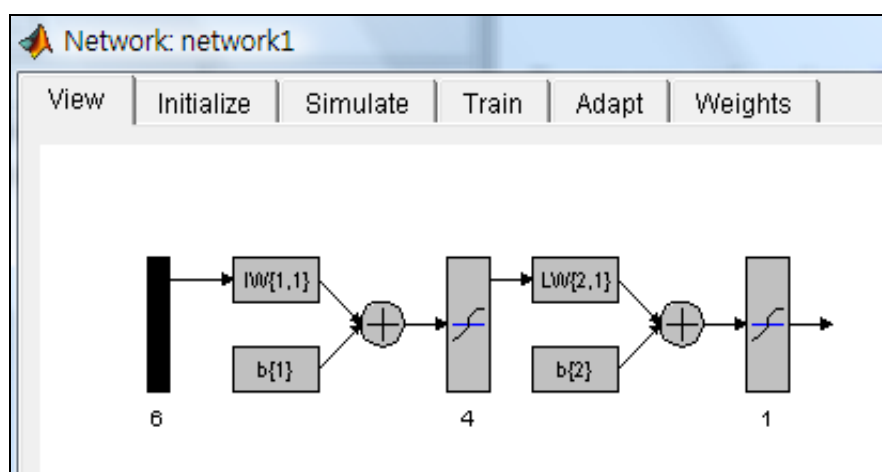 Network: network1
View Initialize Simulate Train Adapt Weights
IW{1,1} LW{2,1}
b{1} b{2}
6 4 1